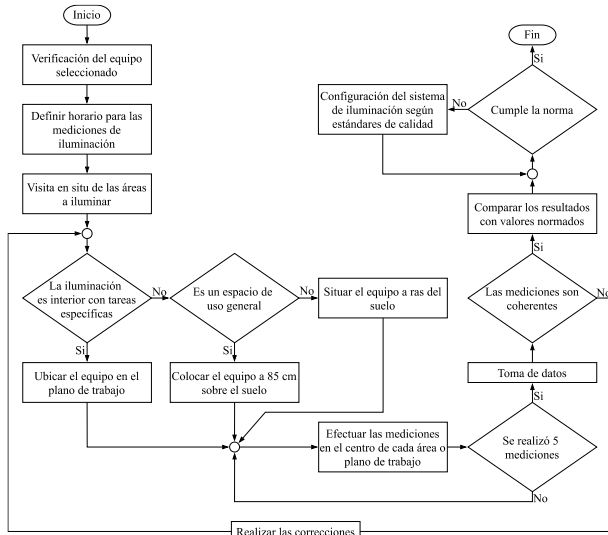 Inicio
Verificación del equipo
seleccionado
Definir horario para las
mediciones de
iluminación
Visita en situ de las áreas
a iluminar
La iluminación
es interior con tareas
específicas
No
Si
Es un espacio de
uso general
No
Si
Situar el equipo a ras del
suelo
Ubicar el equipo en el
plano de trabajo
Colocar el equipo a 85 cm
sobre el suelo
Efectuar las mediciones
en el centro de cada área o
plano de trabajo
Se realizó 5
mediciones
No
Si
Toma de datos
Las mediciones son
coherentes
No
Si
Comparar los resultados
con valores normados
Cumple la norma
No
Si
Configuración del sistema
de iluminación según
estándares de calidad
Fin
Realizar las correcciones